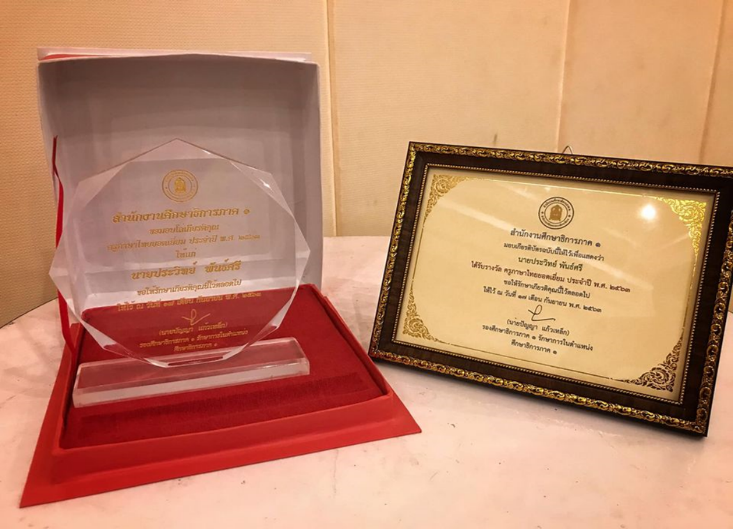 สำนักงานศึกษาธิการภาค ๑
ขอมอบโล่เกียรติคุณ
ครูภาษาไทยยอดเยี่ยม ประจำปี พ.ศ. ๒๕๖๓
ให้แก่
นายประวิทย์ พันธ์ศรี
ขอให้รักษาเกียรติคุณนี้ไว้ตลอดไป
ให้ไว้ ณ วันที่ ๑๗ เดือน กันยายน พ.ศ. ๒๕๖๓
(นายปัญญา แก้วเหล็ก)
รองศึกษาธิการภาค ๑ รักษาการในตำแหน่ง
ศึกษาธิการภาค ๑
สำนักงานศึกษาธิการภาค ๑
มอบเกียรติบัตรฉบับนี้ให้ไว้เพื่อแสดงว่า
นายประวิทย์ พันธ์ศรี
ได้รับรางวัล ครูภาษาไทยยอดเยี่ยม ประจำปี พ.ศ. ๒๕๖๓
ขอให้รักษาเกียรติคุณนี้ไว้ตลอดไป
ให้ไว้ ณ วันที่ ๑๗ เดือน กันยายน พ.ศ. ๒๕๖๓
(นายปัญญา แก้วเหล็ก)
รองศึกษาธิการภาค ๑ รักษาการในตำแหน่ง
ศึกษาธิการภาค ๑